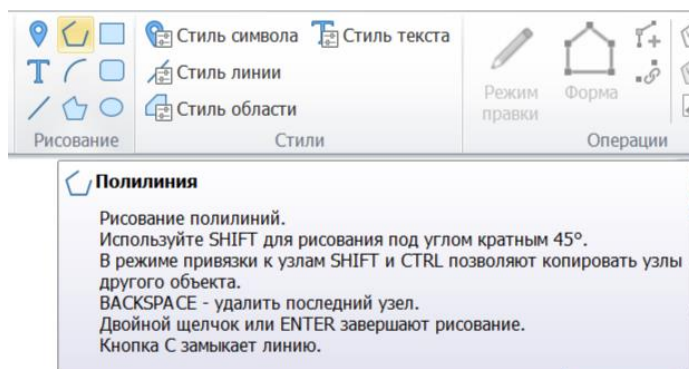 Стиль символа Стиль текста
Стиль линии
Стиль области
Режим правки
Форма
Рисование
Стили
Операции
Полилиния
Рисование полилиний.
Используйте SHIFT для рисования под углом кратным 45°.
В режиме привязки к узлам SHIFT и CTRL позволяют копировать узлы
другого объекта.
BACKSPACE - удалить последний узел.
Двойной щелчок или ENTER завершают рисование.
Кнопка C замыкает линию.